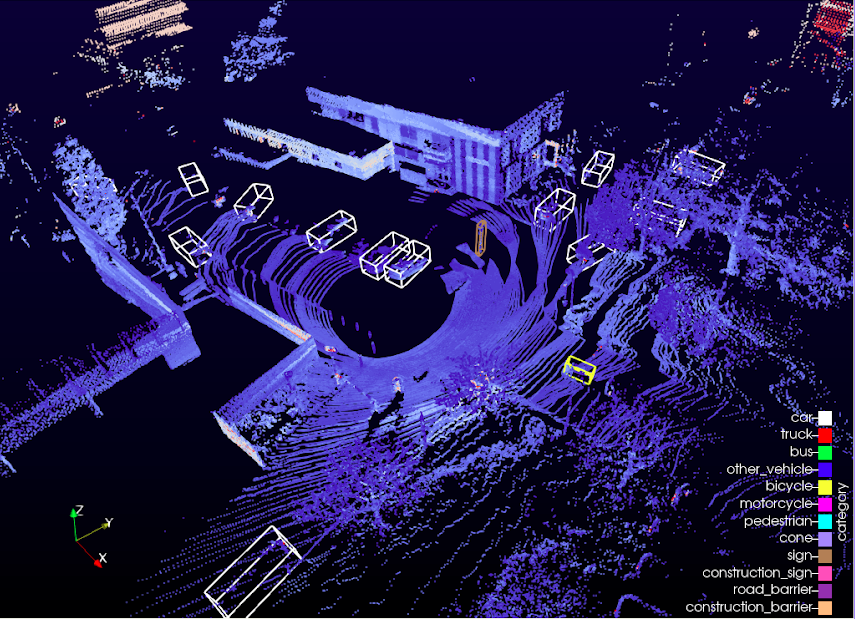 Z
Y
X
car
truck
bus
other_vehicle
bicycle
motorcycle
pedestrian
cone
sign
construction_sign
road_barrier
construction_barrier
category